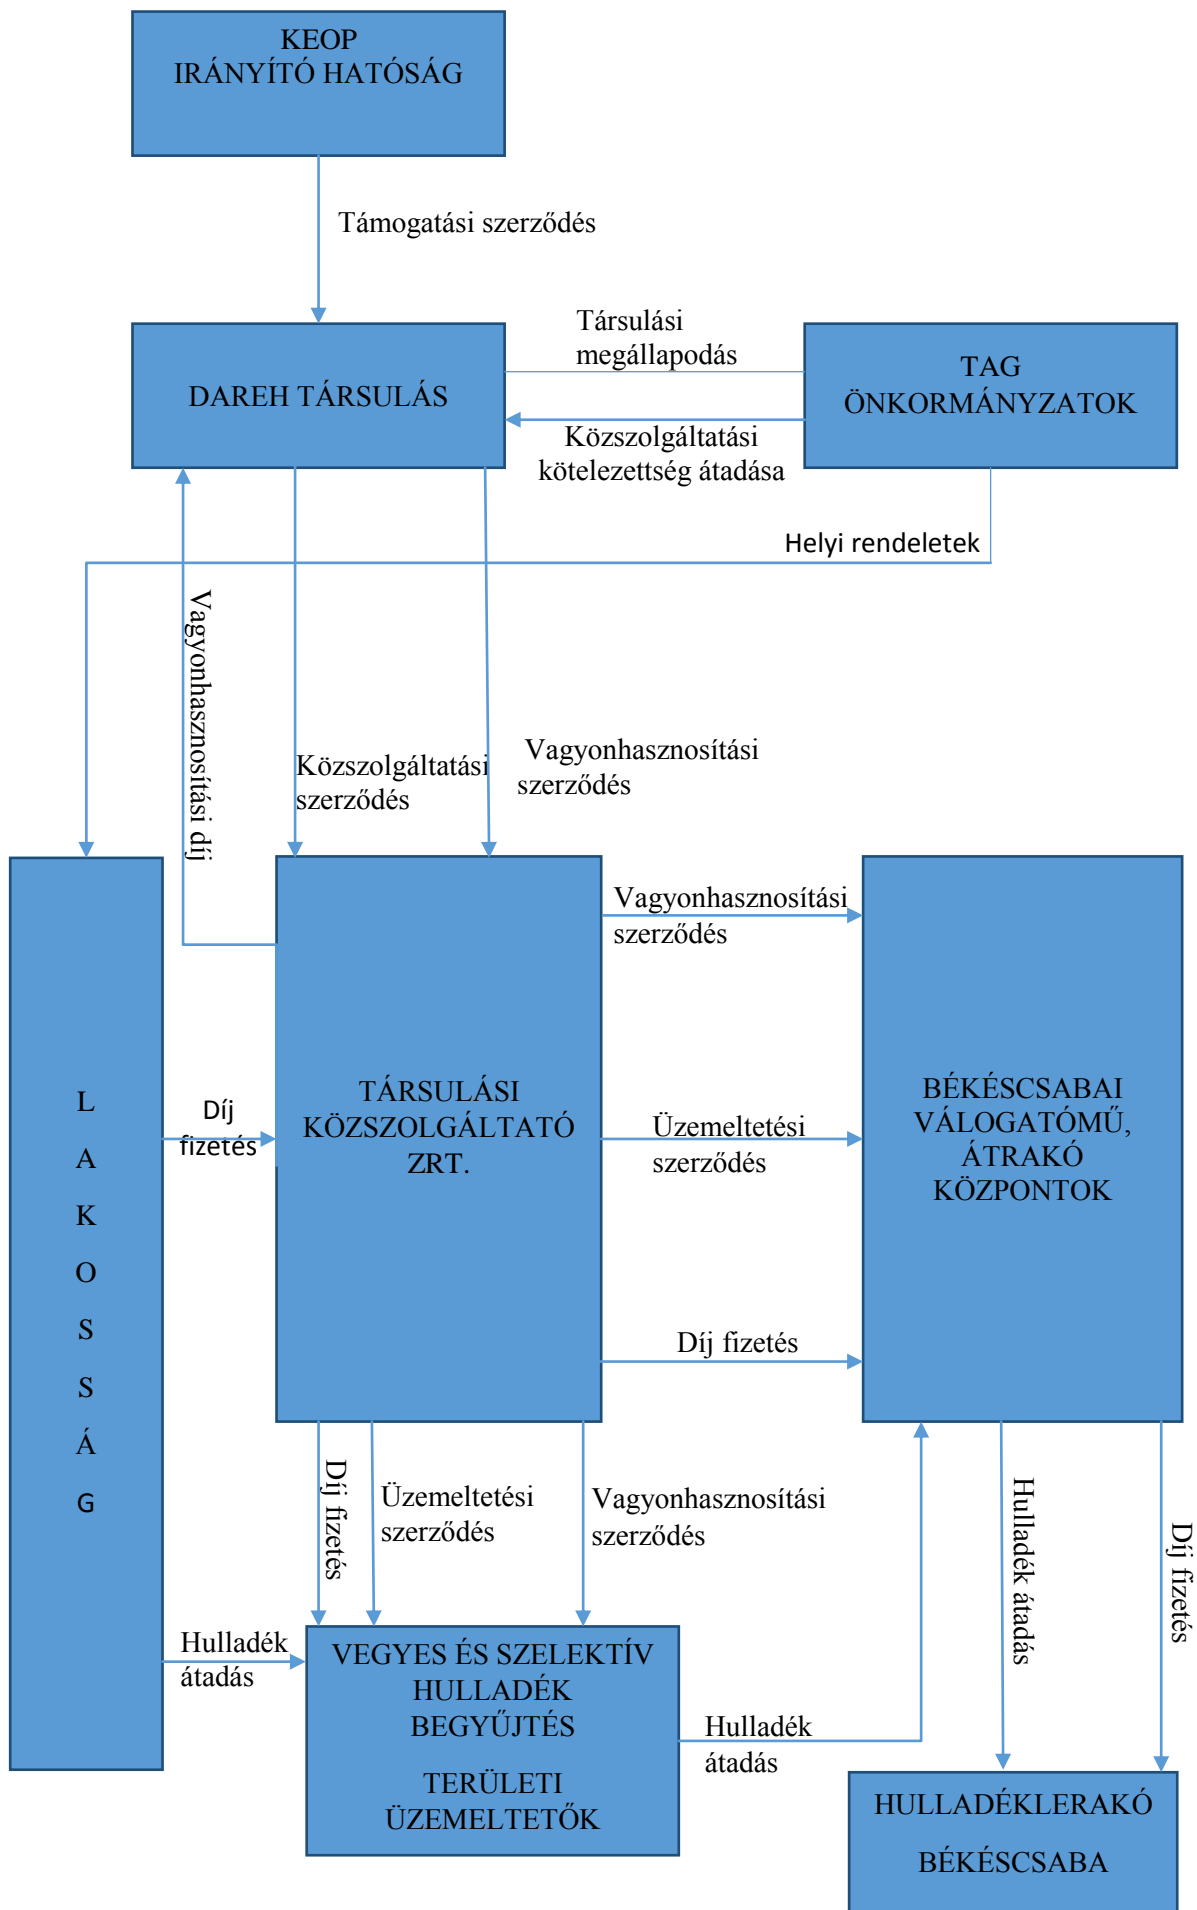 KEOP
IRÁNYÍTÓ HATÓSÁG
Támogatási szerződés
DAREH TÁRSULÁS
Társulási
megállapodás
TAG
ÖNKORMÁNYZATOK
Közszolgáltatási
kötelezettség átadása
Helyi rendeletek
Vagyonhasznosítási díj
Közszolgáltatási
szerződés
Vagyonhasznosítási
szerződés
L
A
K
O
S
S
Á
G
Díj
fizetés
TÁRSULÁSI
KÖZSZOLGÁLTATÓ
ZRT.
Vagyonhasznosítási
szerződés
Üzemeltetési
szerződés
Díj fizetés
BÉKÉSCSABAI
VÁLOGATÓMŰ,
ÁTRAKÓ
KÖZPONTOK
Díj fizetés
Üzemeltetési
szerződés
Vagyonhasznosítási
szerződés
Hulladék átadás
Díj fizetés
Hulladék
átadás
VEGYES ÉS SZELEKTÍV
HULLADÉK
BEGYŰJTÉS
TERÜLETI
ÜZEMELTETŐK
Hulladék
átadás
HULLADÉKLERAKÓ
BÉKÉSCSABA